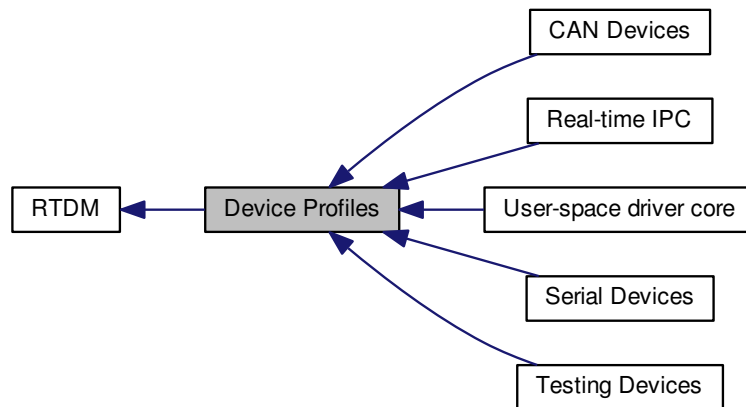 CAN Devices
Real-time IPC
RTDM
Device Profiles
User-space driver core
Serial Devices
Testing Devices